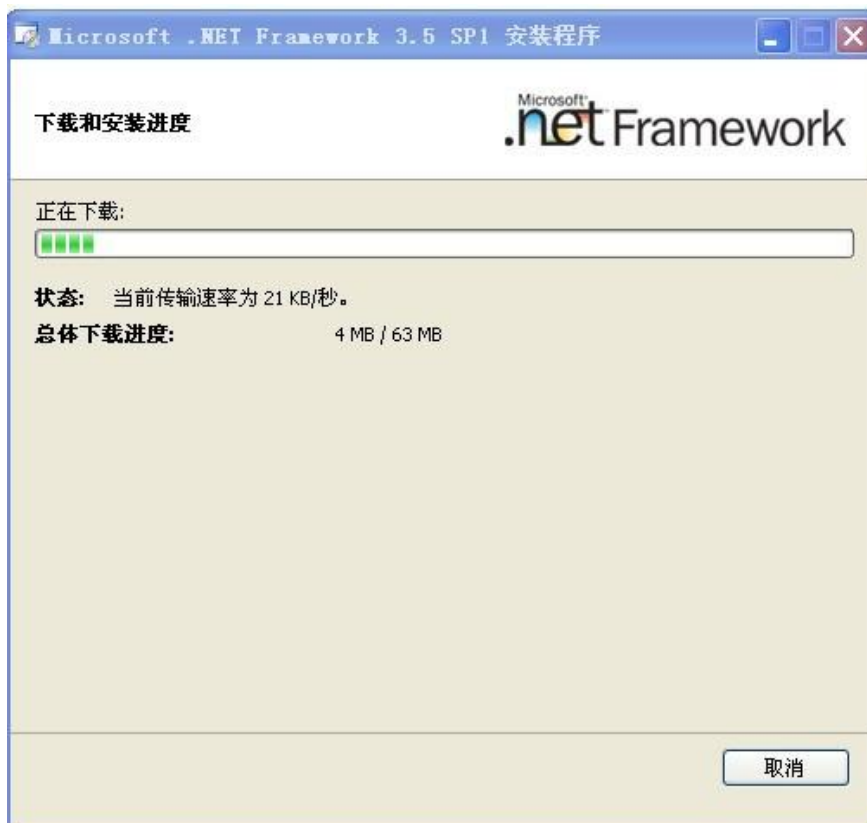 Microsoft .NET Framework 3.5 SP1 安装程序
下载和安装进度
Microsoft
.net Framework
正在下载:
状态: 当前传输速率为 21 KB/秒。
总体下载进度: 4 MB / 63 MB
取消